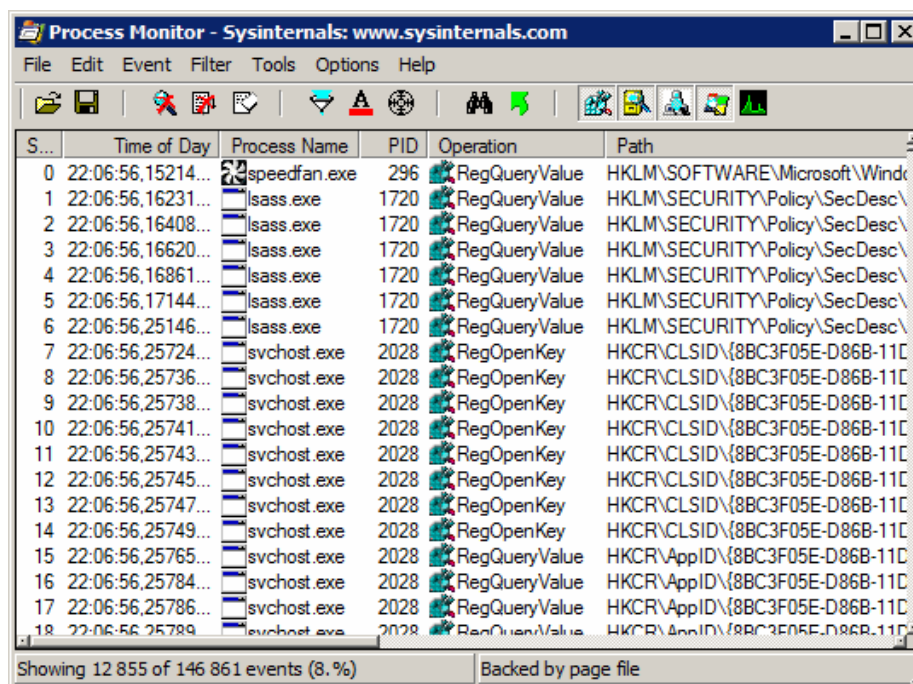 Process Monitor - Sysinternals: www.sysinternals.com
File Edit Event Filter Tools Options Help
S... Time of Day Process Name PID Operation Path
0 22:06:56,15214... speedfan.exe 296 RegQueryValue HKLM\SOFTWARE\Microsoft\Windo
1 22:06:56,16231... lsass.exe 1720 RegQueryValue HKLM\SECURITY\Policy\SecDesc\
2 22:06:56,16408... lsass.exe 1720 RegQueryValue HKLM\SECURITY\Policy\SecDesc\
3 22:06:56,16620... lsass.exe 1720 RegQueryValue HKLM\SECURITY\Policy\SecDesc\
4 22:06:56,16861... lsass.exe 1720 RegQueryValue HKLM\SECURITY\Policy\SecDesc\
5 22:06:56,17144... lsass.exe 1720 RegQueryValue HKLM\SECURITY\Policy\SecDesc\
6 22:06:56,25146... lsass.exe 1720 RegQueryValue HKLM\SECURITY\Policy\SecDesc\
7 22:06:56,25724... svchost.exe 2028 RegOpenKey HKCR\CLSID\{8BC3F05E-D86B-11D
8 22:06:56,25736... svchost.exe 2028 RegOpenKey HKCR\CLSID\{8BC3F05E-D86B-11D
9 22:06:56,25738... svchost.exe 2028 RegOpenKey HKCR\CLSID\{8BC3F05E-D86B-11D
10 22:06:56,25741... svchost.exe 2028 RegOpenKey HKCR\CLSID\{8BC3F05E-D86B-11D
11 22:06:56,25743... svchost.exe 2028 RegOpenKey HKCR\CLSID\{8BC3F05E-D86B-11D
12 22:06:56,25745... svchost.exe 2028 RegOpenKey HKCR\CLSID\{8BC3F05E-D86B-11D
13 22:06:56,25747... svchost.exe 2028 RegOpenKey HKCR\CLSID\{8BC3F05E-D86B-11D
14 22:06:56,25749... svchost.exe 2028 RegOpenKey HKCR\CLSID\{8BC3F05E-D86B-11D
15 22:06:56,25765... svchost.exe 2028 RegQueryValue HKCR\AppID\{8BC3F05E-D86B-11D
16 22:06:56,25784... svchost.exe 2028 RegQueryValue HKCR\AppID\{8BC3F05E-D86B-11D
17 22:06:56,25786... svchost.exe 2028 RegQueryValue HKCR\AppID\{8BC3F05E-D86B-11D
18 22:06:56,25789... svchost.exe 2028 RegQueryValue HKCR\AppID\{8BC3F05E-D86B-11D
Showing 12 855 of 146 861 events (8.%) Backed by page file